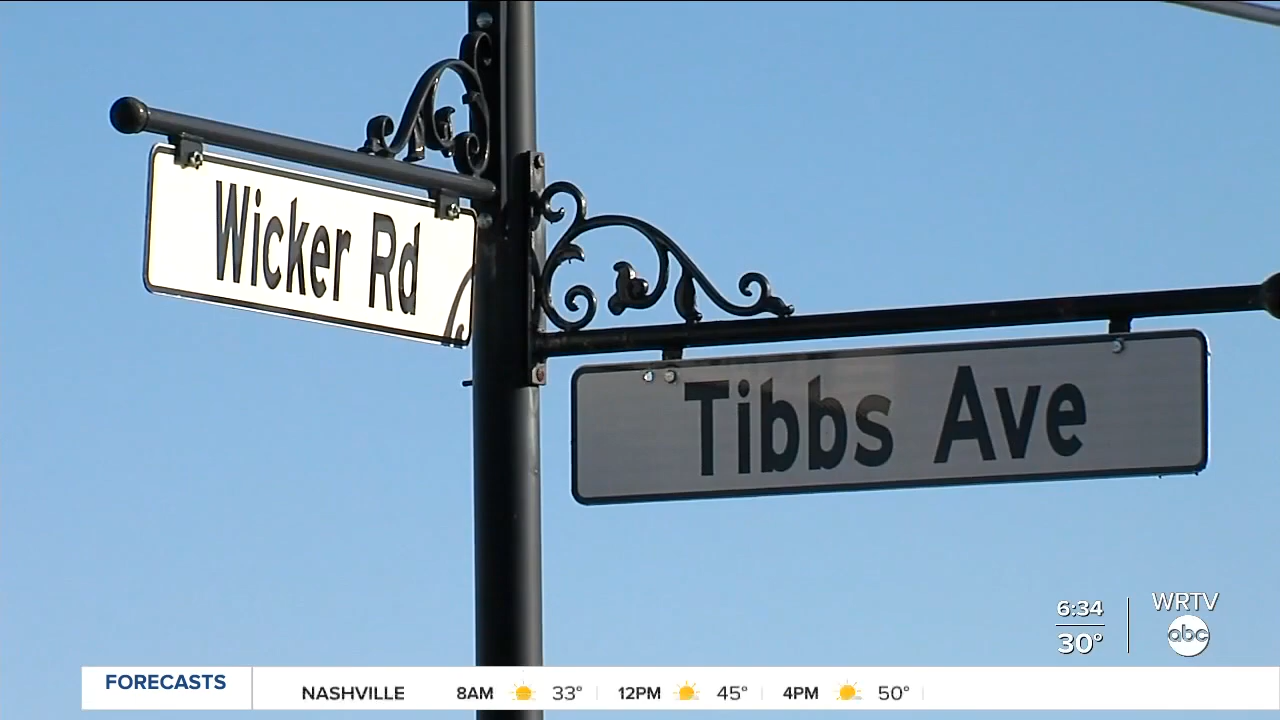 Wicker Rd
Tibbs Ave
6:34
30°
WRTV
abc
FORECASTS
NASHVILLE 8AM 33° 12PM 45° 4PM 50°